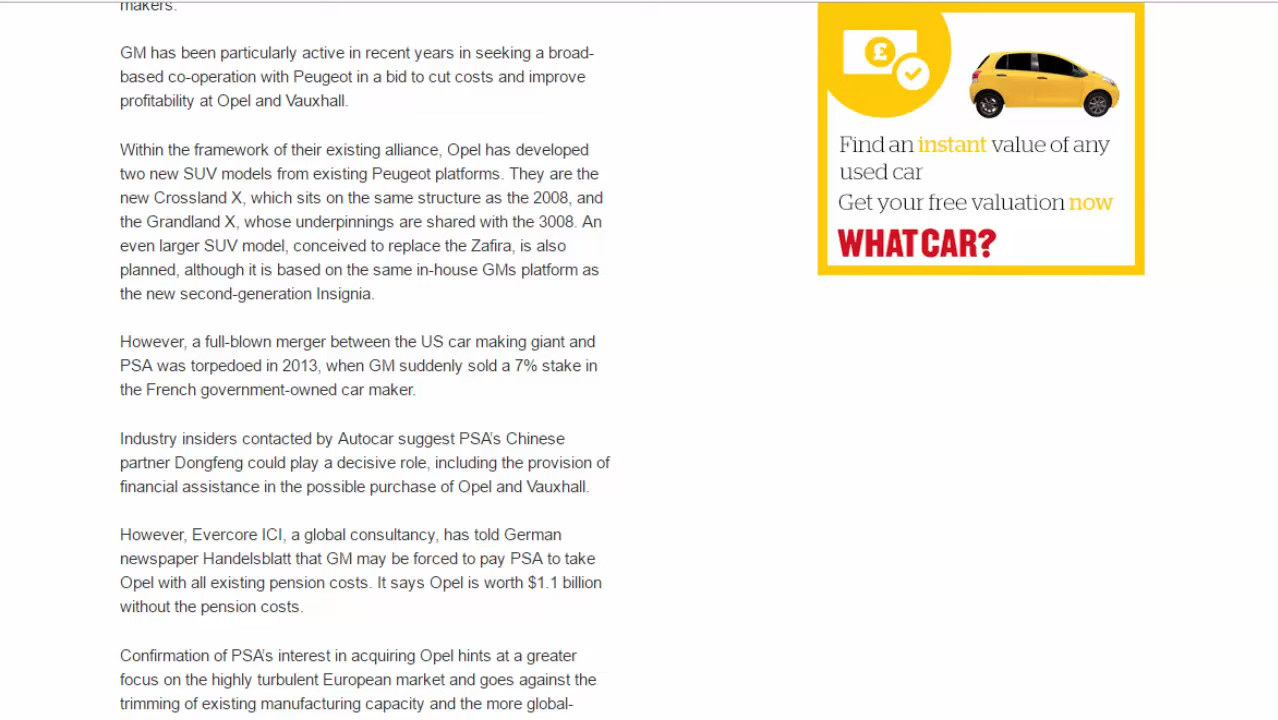 makers.
GM has been particularly active in recent years in seeking a broad-
based co-operation with Peugeot in a bid to cut costs and improve
profitability at Opel and Vauxhall.
Within the framework of their existing alliance, Opel has developed
two new SUV models from existing Peugeot platforms. They are the
new Crossland X, which sits on the same structure as the 2008, and
the Grandland X, whose underpinnings are shared with the 3008. An
even larger SUV model, conceived to replace the Zafira, is also
planned, although it is based on the same in-house GMs platform as
the new second-generation Insignia.
However, a full-blown merger between the US car making giant and
PSA was torpedoed in 2013, when GM suddenly sold a 7% stake in
the French government-owned car maker.
Industry insiders contacted by Autocar suggest PSA's Chinese
partner Dongfeng could play a decisive role, including the provision of
financial assistance in the possible purchase of Opel and Vauxhall.
However, Evercore ICI, a global consultancy, has told German
newspaper Handelsblatt that GM may be forced to pay PSA to take
Opel with all existing pension costs. It says Opel is worth $1.1 billion
without the pension costs.
Confirmation of PSA's interest in acquiring Opel hints at a greater
focus on the highly turbulent European market and goes against the
trimming of existing manufacturing capacity and the more global-
£
Find an instant value of any
used car
Get your free valuation now
WHATCAR?